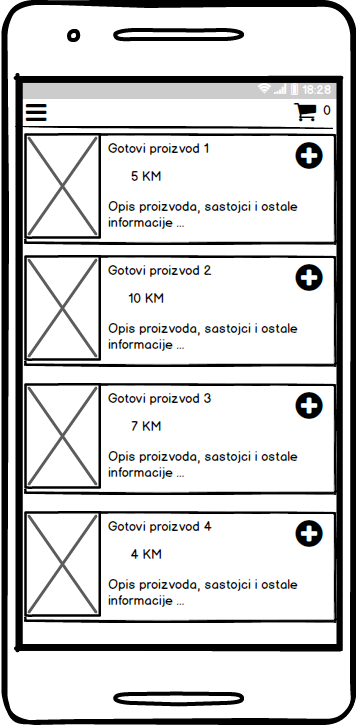 18:28
0
Gotovi proizvod 1
5 KM
Opis proizvoda, sastojci i ostale
informacije ...
Gotovi proizvod 2
10 KM
Opis proizvoda, sastojci i ostale
informacije ...
Gotovi proizvod 3
7 KM
Opis proizvoda, sastojci i ostale
informacije ...
Gotovi proizvod 4
4 KM
Opis proizvoda, sastojci i ostale
informacije ...